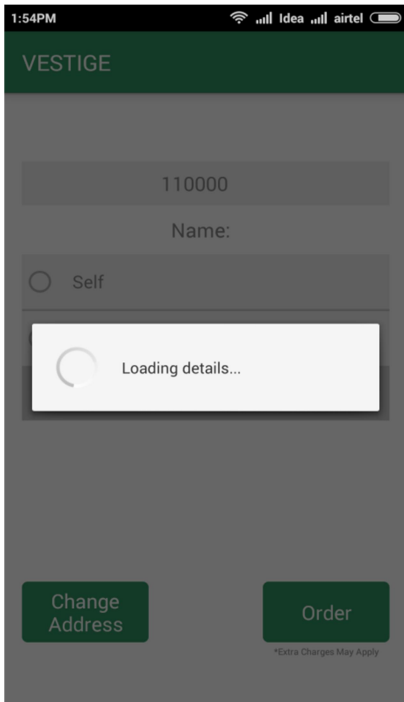 1:54PM Idea airtel
VESTIGE
110000
Name:
Self
Loading details...
Change
Address
Order
*Extra Charges May Apply